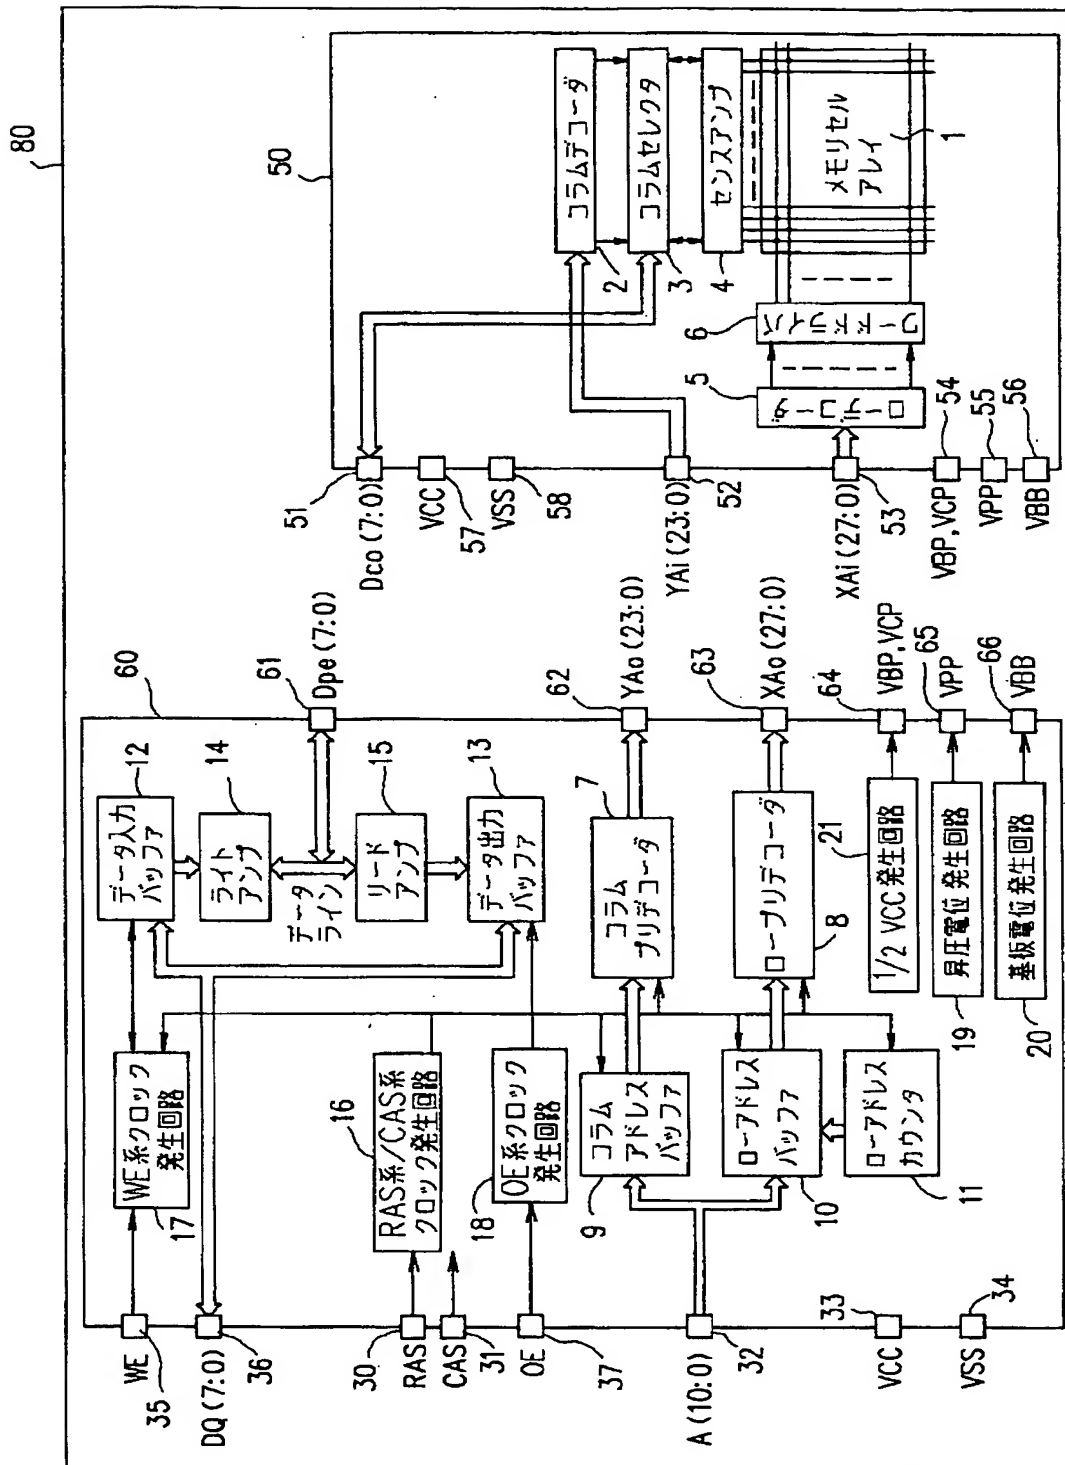 80
60
WE
35
DQ (7:0)
36
30
RAS
CAS
31
OE
37
A (10:0)
32
VCC
33
VSS
34
WE系クロック
発生回路
17
RAS系/CAS系
クロック発生回路
16
OE系クロック
発生回路
18
コラム
アドレス
バッファ
9
ローアドレス
バッファ
10
ローアドレス
カウンタ
11
データ入力
バッファ
12
ライト
アンプ
14
データ
ライン
リード
アンプ
15
データ出力
バッファ
13
コラム
プリデコーダ
7
ロープリデコーダ
8
1/2 VCC 発生回路
21
昇圧電位 発生回路
19
基板電位発生回路
20
61
Dpe (7:0)
62
YAo (23:0)
63
XAo (27:0)
64
VBP, VCP
65
VPP
66
VBB
50
51
Dco (7:0)
VCC
57
VSS
58
YAi (23:0)
52
XAi (27:0)
53
VBP, VCP
54
VPP
55
VBB
56
コラムデコーダ
2
コラムセレクタ
3
センスアンプ
4
ローデコーダ
5
ワードドライバ
6
メモリセル
アレイ
1